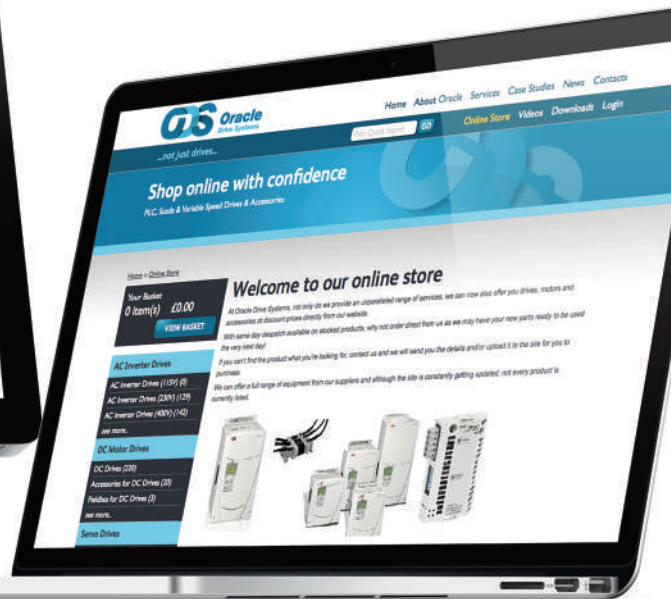 ODS Oracle
Drive Systems
Home About Oracle Services Case Studies News Contacts
...not just drives...
GO
Online Store Videos Downloads Login
Shop online with confidence
PLC, Scada & Variable Speed Drives & Accessories
Home » Online Store
Your Basket
0 item(s) £0.00
VIEW BASKET
Welcome to our online store
At Oracle Drive Systems, not only do we provide an unparalleled range of services, we can now also offer you drives, motors and
accessories at discount prices directly from our website.
With same day despatch available on stocked products, why not order direct from us as we may have your new parts ready to be used
the very next day!
If you can't find the product what you're looking for, contact us and we will send you the details and/or upload it to the site for you to
purchase.
We can offer a full range of equipment from our suppliers and although the site is constantly getting updated, not every product is
currently listed.
AC Inverter Drives
AC Inverter Drives (115V) (5)
AC Inverter Drives (230V) (129)
AC Inverter Drives (400V) (142)
see more..
DC Motor Drives
DC Drives (220)
Accessories for DC Drives (20)
Fieldbus for DC Drives (3)
see more..
Servo Drives